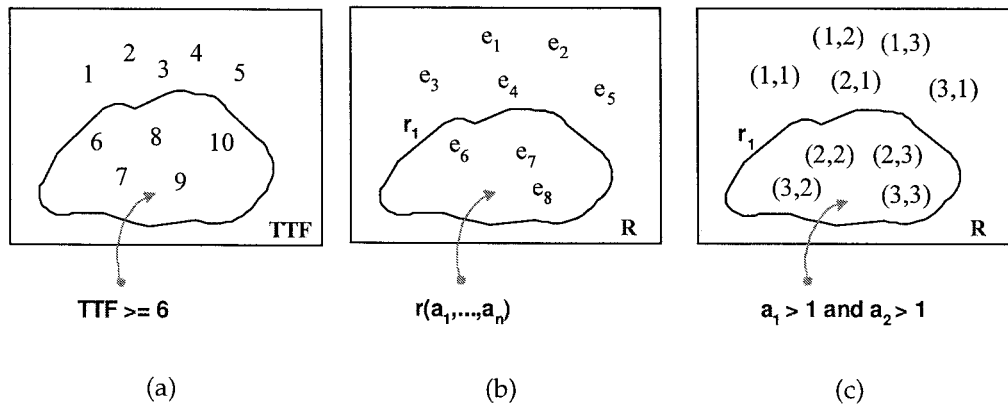 1 2 3 4 5
6 7 8 9 10
TTF
TTF >= 6
(a)
e₁ e₂
e₃ e₄ e₅
r₁
e₆ e₇
e₈
R
r(a₁,...,aₙ)
(b)
(1,2) (1,3)
(1,1) (2,1) (3,1)
r₁
(2,2) (2,3)
(3,2) (3,3)
R
a₁ > 1 and a₂ > 1
(c)